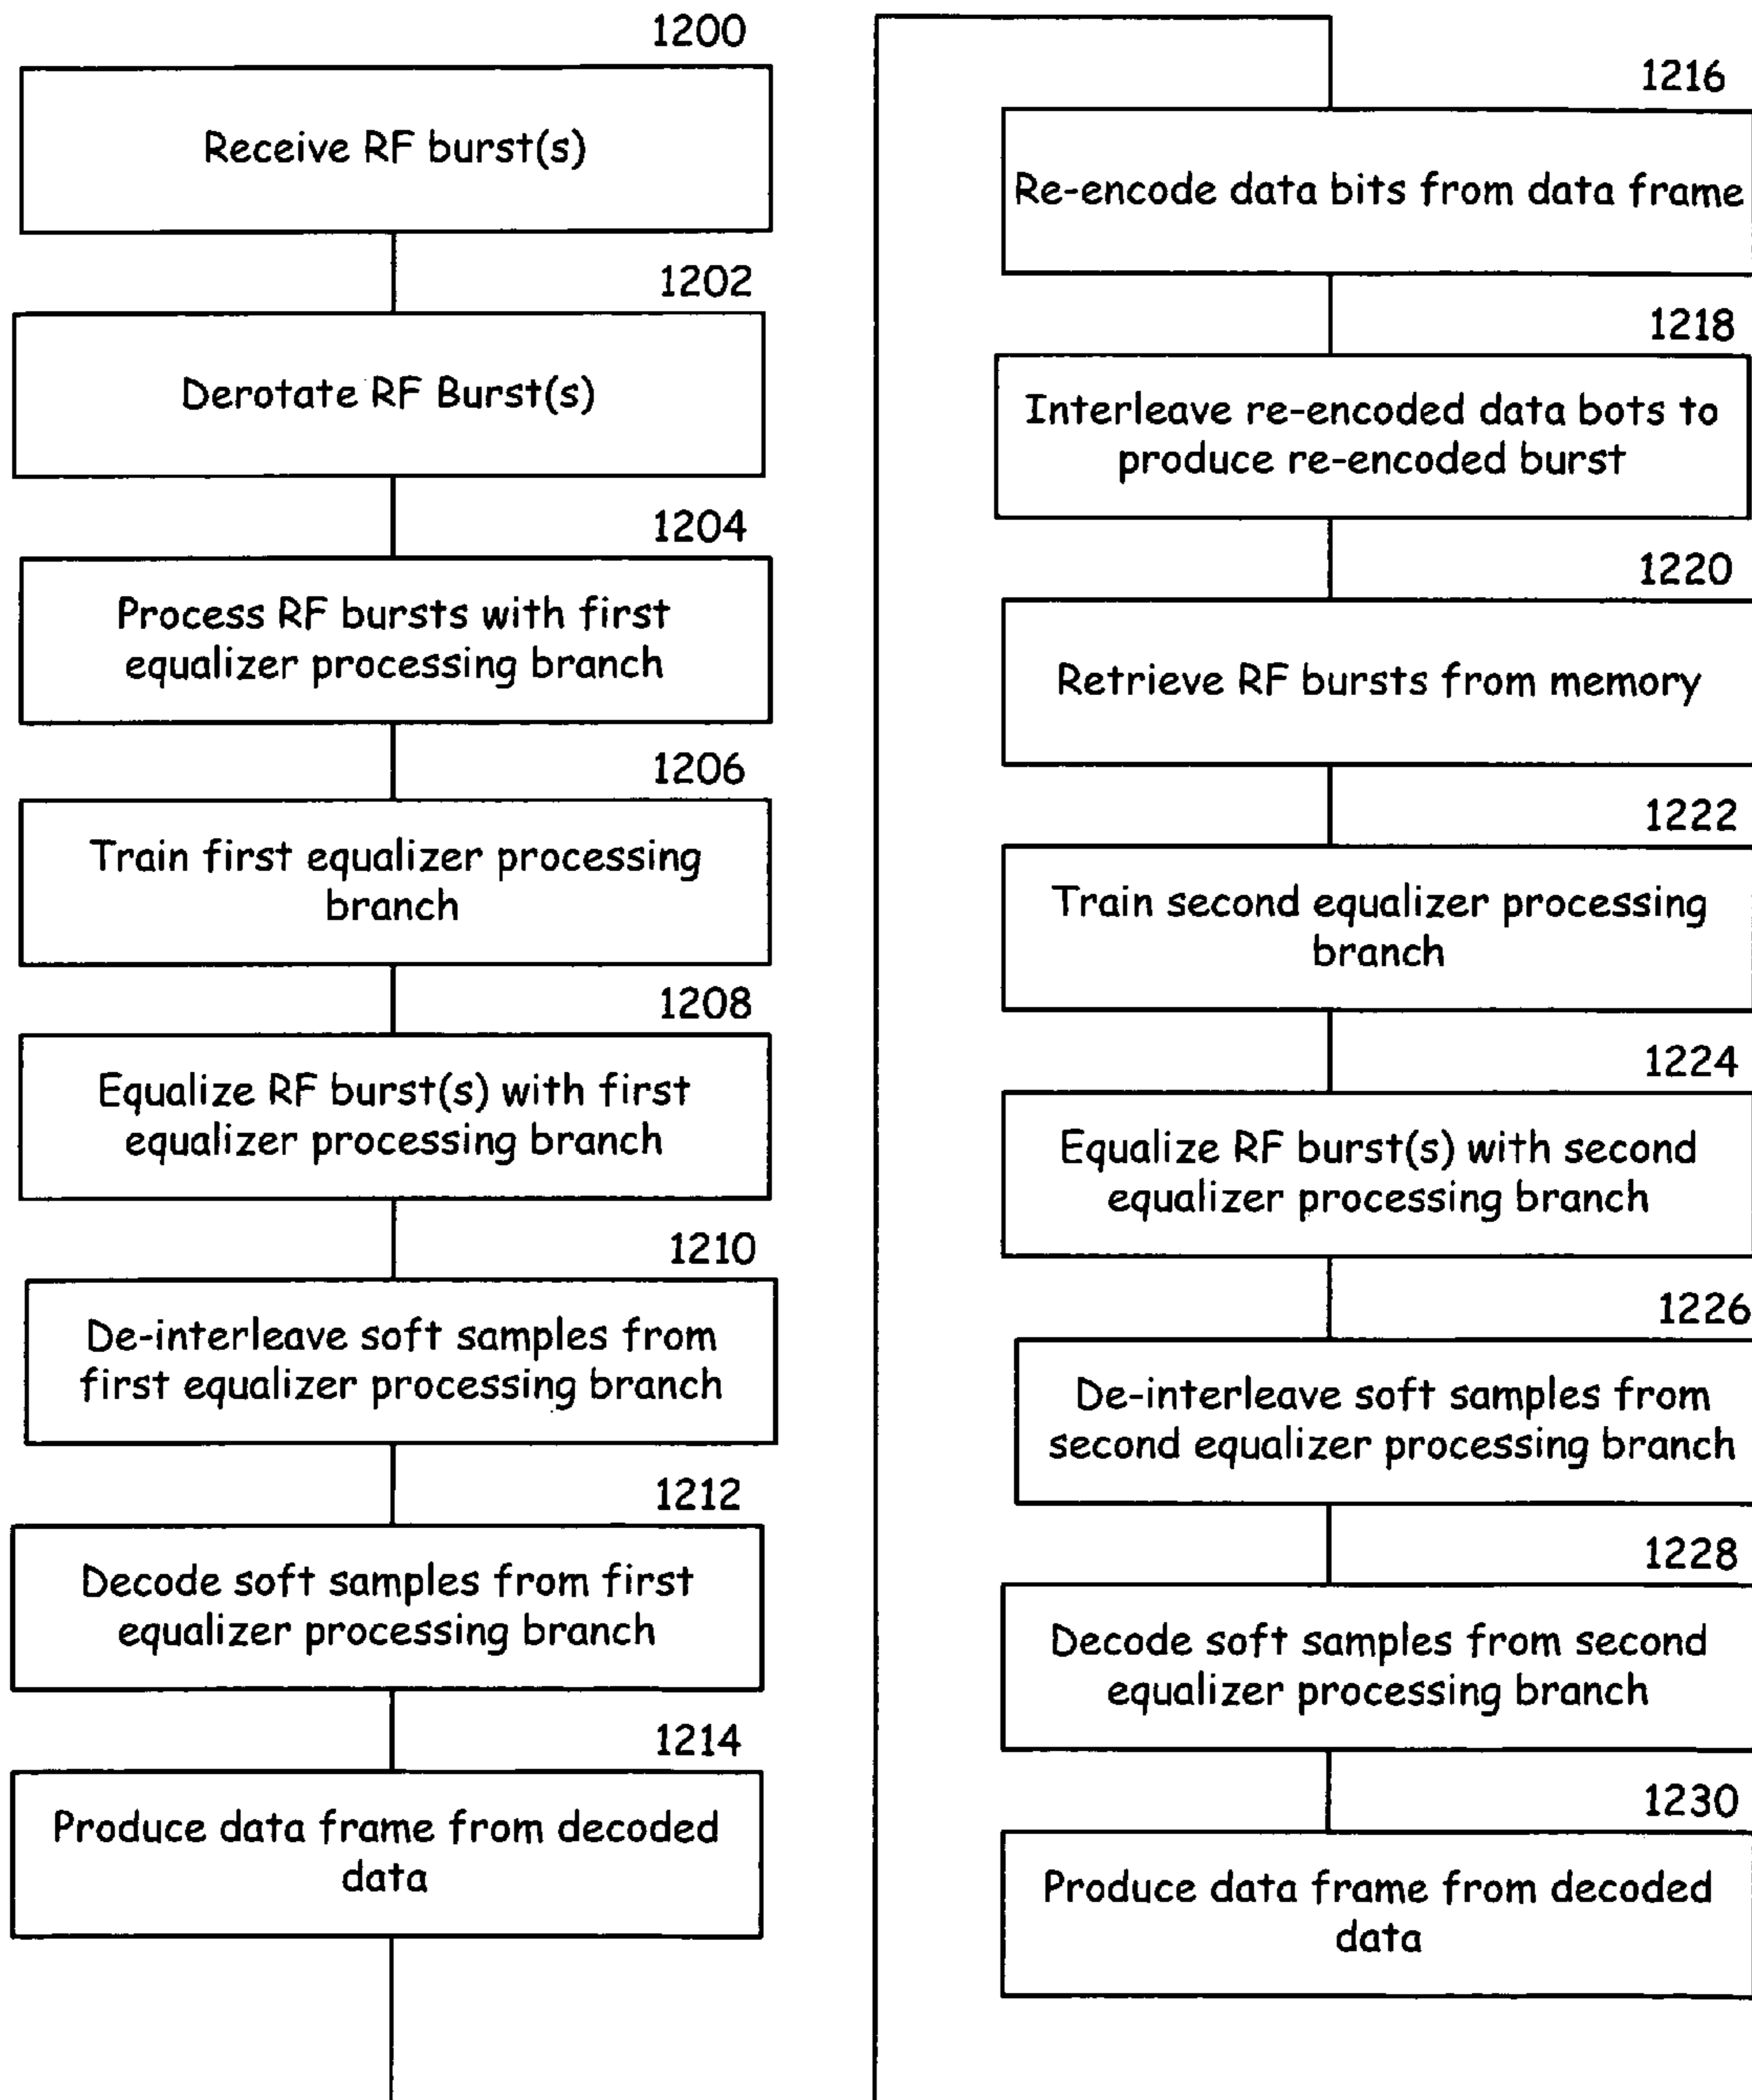 1200
Receive RF burst(s)
1202
Derotate RF Burst(s)
1204
Process RF bursts with first
equalizer processing branch
1206
Train first equalizer processing
branch
1208
Equalize RF burst(s) with first
equalizer processing branch
1210
De-interleave soft samples from
first equalizer processing branch
1212
Decode soft samples from first
equalizer processing branch
1214
Produce data frame from decoded
data
1216
Re-encode data bits from data frame
1218
Interleave re-encoded data bots to
produce re-encoded burst
1220
Retrieve RF bursts from memory
1222
Train second equalizer processing
branch
1224
Equalize RF burst(s) with second
equalizer processing branch
1226
De-interleave soft samples from
second equalizer processing branch
1228
Decode soft samples from second
equalizer processing branch
1230
Produce data frame from decoded
data